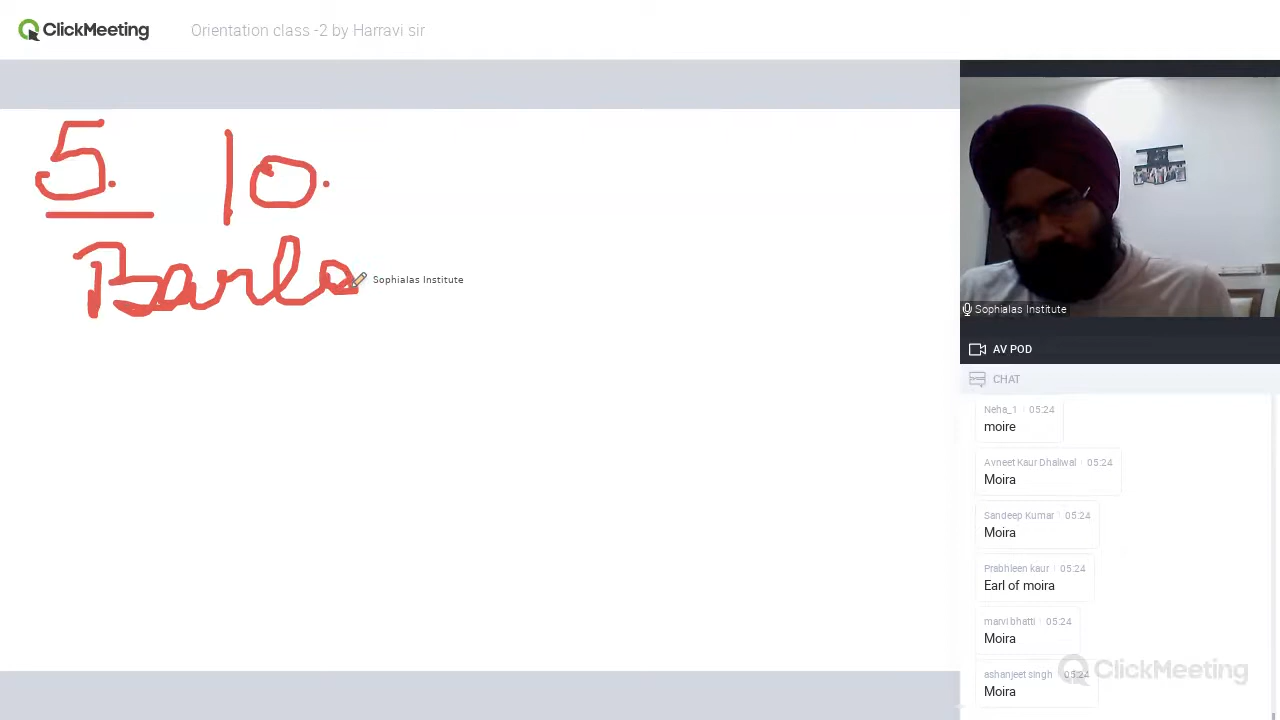 ClickMeeting
Orientation class -2 by Harravi sir
5. 10.
Barlo
Sophialas Institute
Sophialas Institute
AV POD
CHAT
Neha_1 05:24
moire
Avneet Kaur Dhaliwal 05:24
Moira
Sandeep Kumar 05:24
Moira
Prabhleen kaur 05:24
Earl of moira
marvi bhatti 05:24
Moira
ashanjeet singh 05:24
Moira
ClickMeeting